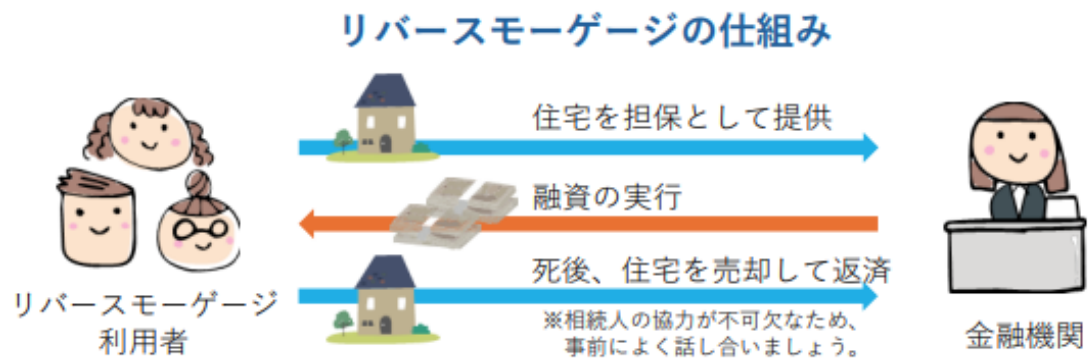 リバースモーゲージの仕組み
住宅を担保として提供
融資の実行
死後、住宅を売却して返済
※相続人の協力が不可欠なため、
事前によく話し合いましょう。
リバースモーゲージ
利用者
金融機関